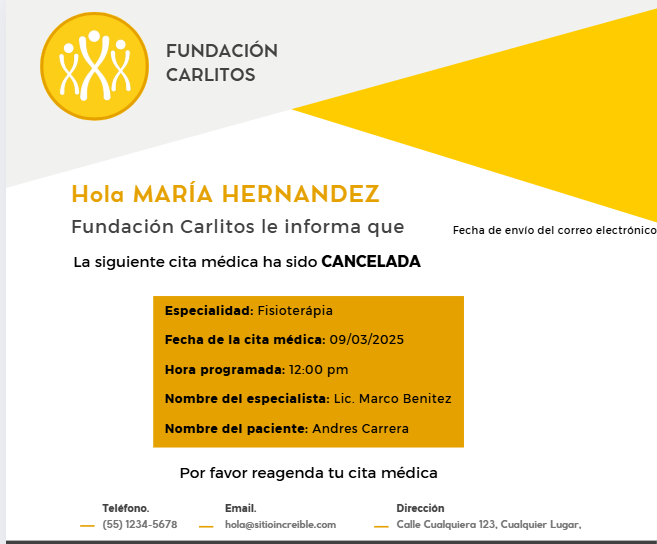 FUNDACIÓN
CARLITOS
Hola MARÍA HERNANDEZ
Fundación Carlitos le informa que
Fecha de envío del correo electrónico
La siguiente cita médica ha sido CANCELADA
Especialidad: Fisioterápia
Fecha de la cita médica: 09/03/2025
Hora programada: 12:00 pm
Nombre del especialista: Lic. Marco Benitez
Nombre del paciente: Andres Carrera
Por favor reagenda tu cita médica
Teléfono. Email. Dirección
(55) 1234-5678 hola@sitioincreible.com Calle Cualquiera 123, Cualquier Lugar,